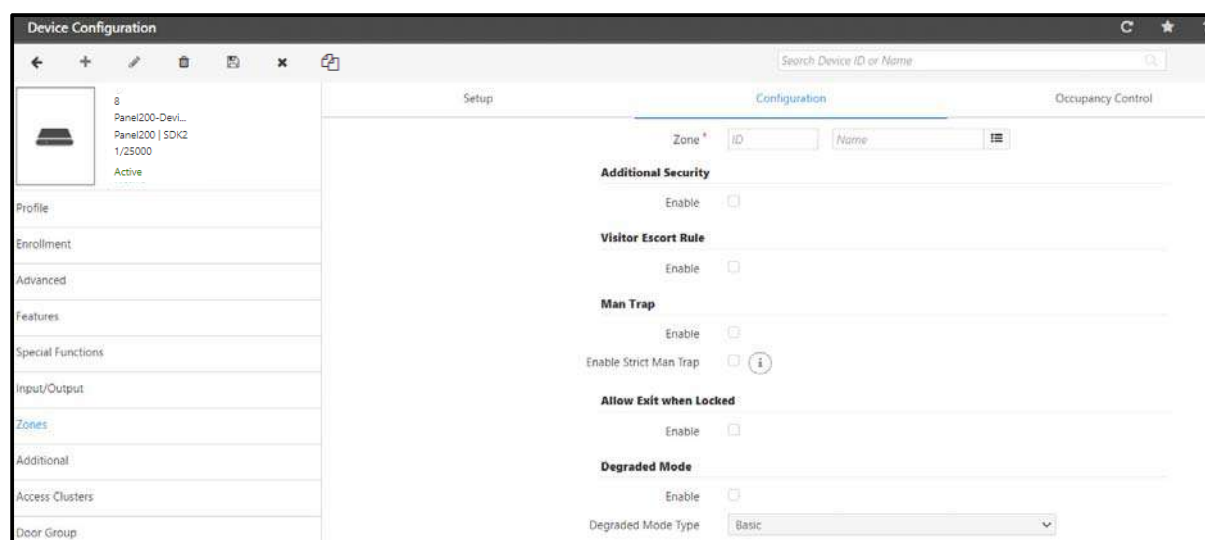 Device Configuration
Search Device ID or Name
8
Panel200-Devi...
Panel200 | SDK2
1/25000
Active
Profile
Enrollment
Advanced
Features
Special Functions
Input/Output
Zones
Additional
Access Clusters
Door Group
Setup Configuration Occupancy Control
Zone * ID Name
Additional Security
Enable
Visitor Escort Rule
Enable
Man Trap
Enable
Enable Strict Man Trap i
Allow Exit when Locked
Enable
Degraded Mode
Enable
Degraded Mode Type Basic